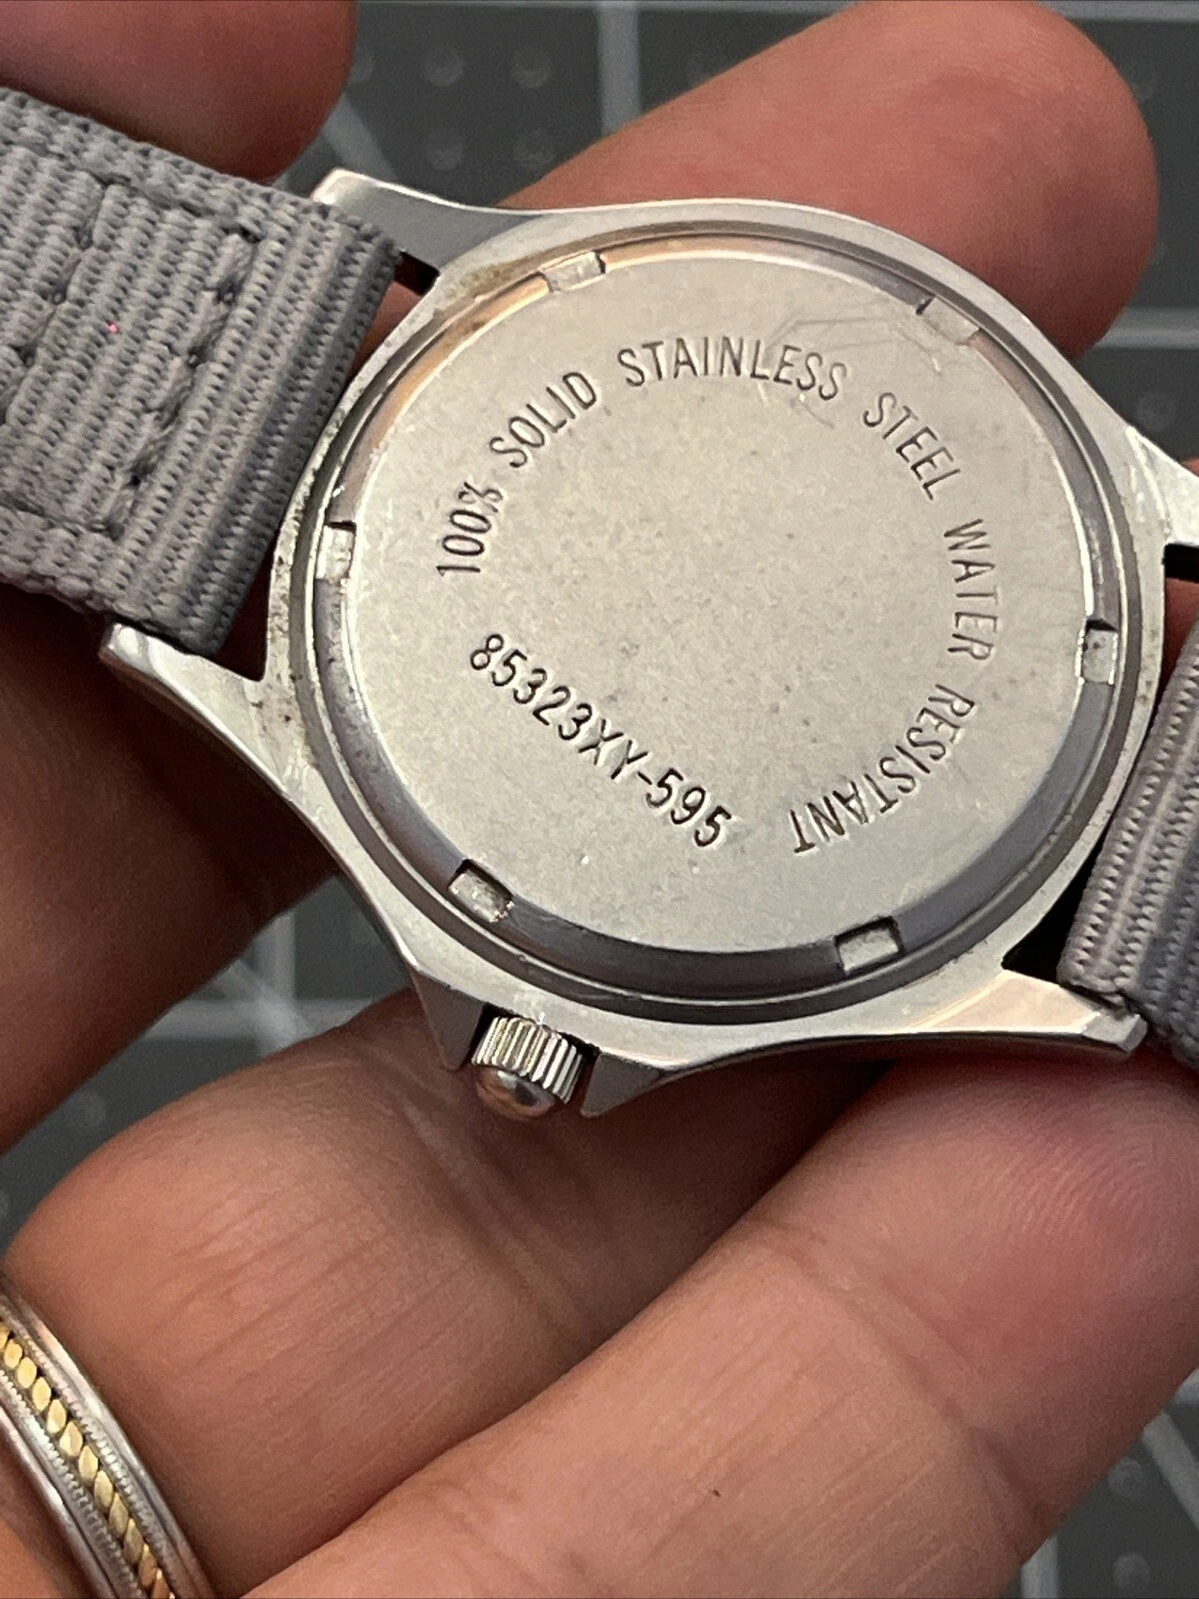 100% SOLID STAINLESS STEEL WATER RESISTANT
85323XY-595